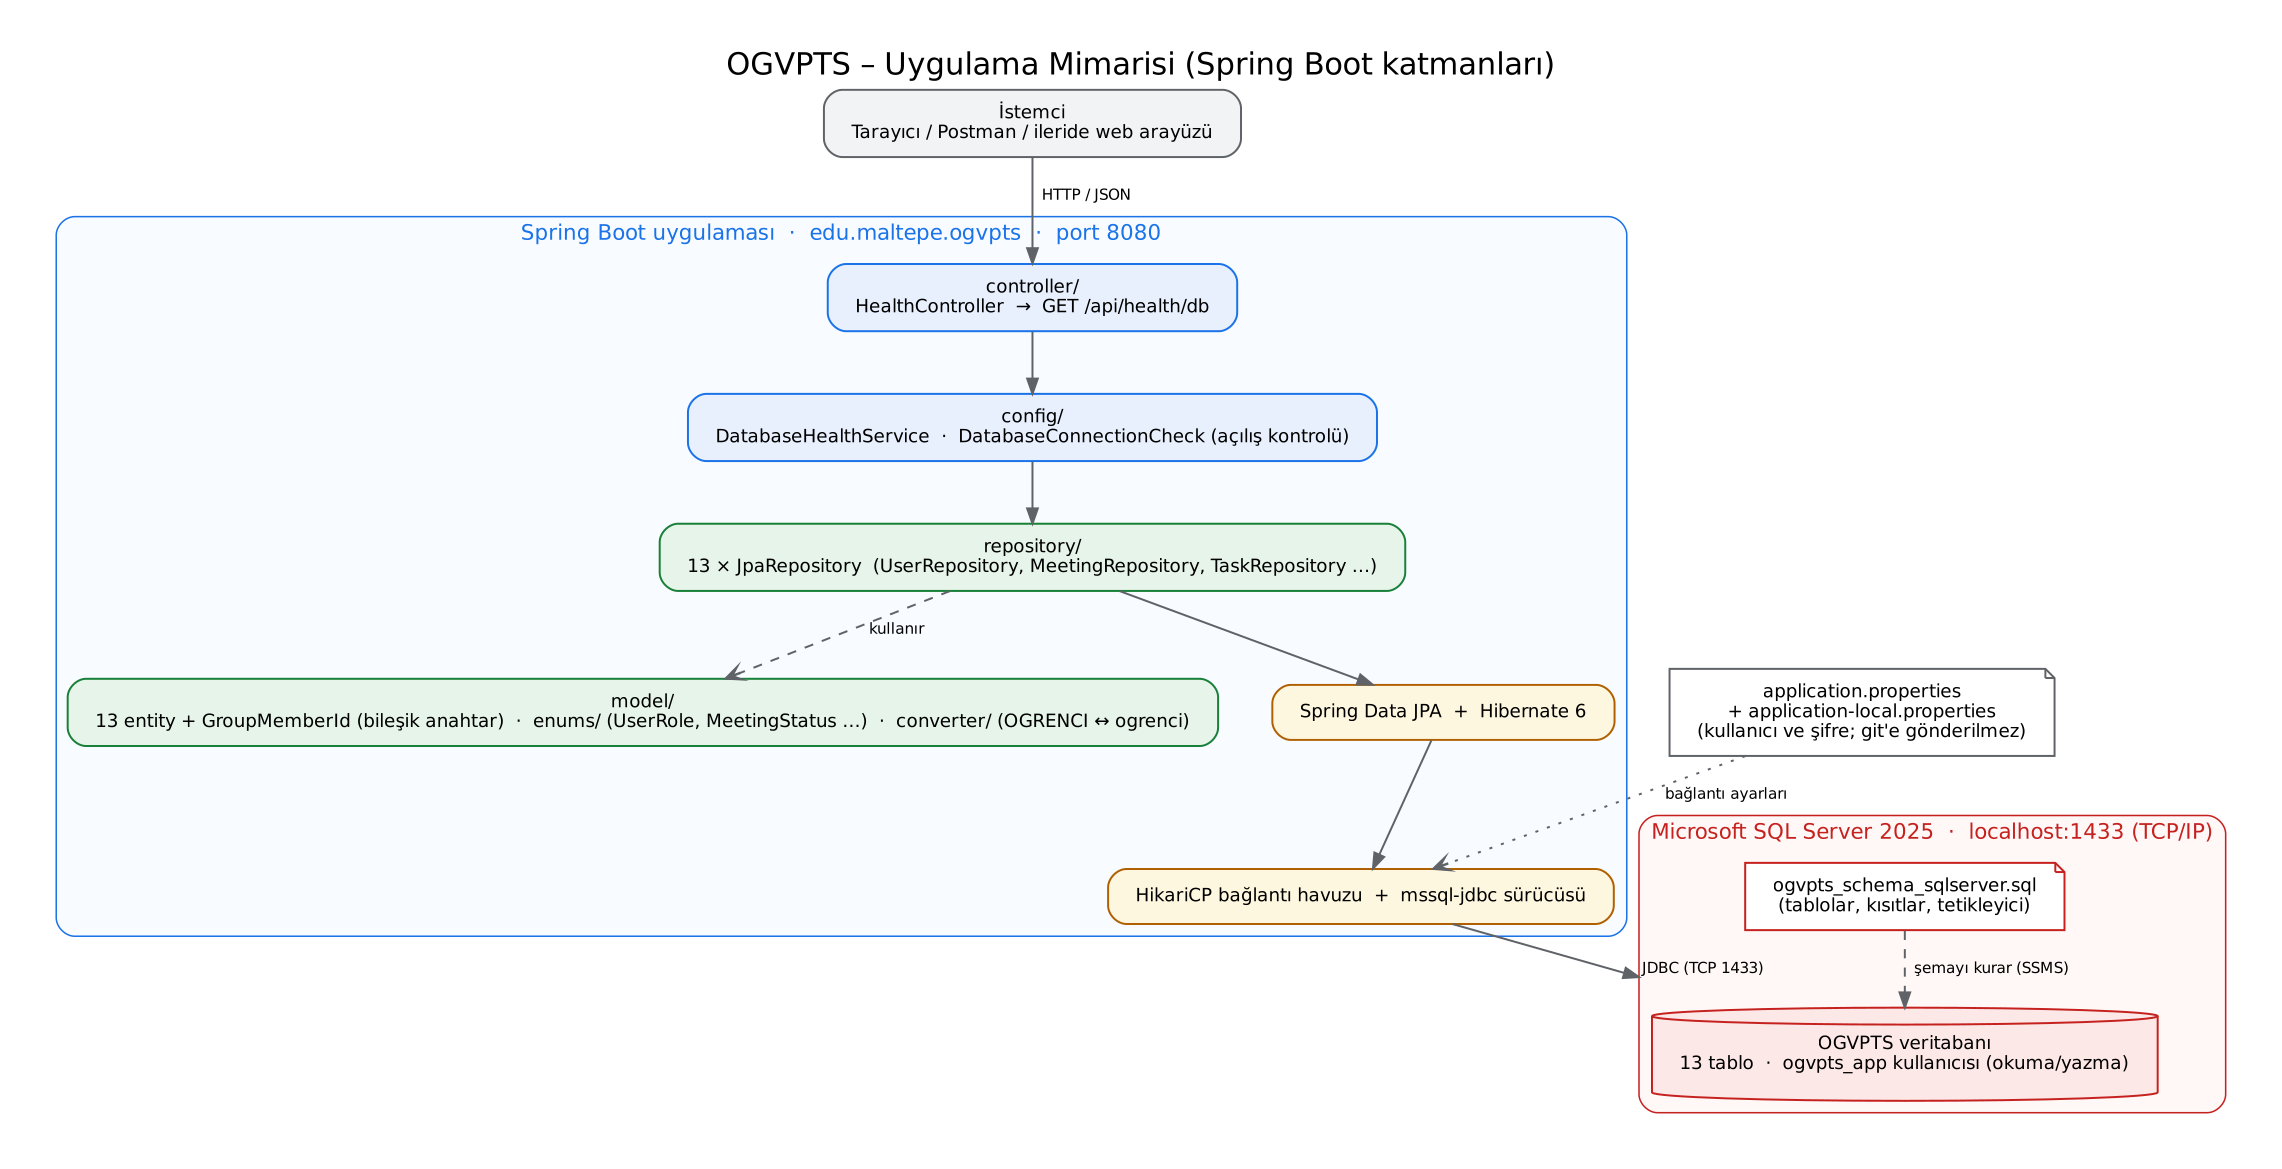 OGVPTS – Uygulama Mimarisi (Spring Boot katmanları)
İstemci
Tarayıcı / Postman / ileride web arayüzü
HTTP / JSON
Spring Boot uygulaması  ·  edu.maltepe.ogvpts  ·  port 8080
controller/
HealthController  →  GET /api/health/db
config/
DatabaseHealthService  ·  DatabaseConnectionCheck (açılış kontrolü)
repository/
13 × JpaRepository  (UserRepository, MeetingRepository, TaskRepository ...)
kullanır
model/
13 entity + GroupMemberId (bileşik anahtar)  ·  enums/ (UserRole, MeetingStatus ...)  ·  converter/ (OGRENCI ↔ ogrenci)
Spring Data JPA  +  Hibernate 6
application.properties
+ application-local.properties
(kullanıcı ve şifre; git'e gönderilmez)
bağlantı ayarları
HikariCP bağlantı havuzu  +  mssql-jdbc sürücüsü
JDBC (TCP 1433)
Microsoft SQL Server 2025  ·  localhost:1433 (TCP/IP)
ogvpts_schema_sqlserver.sql
(tablolar, kısıtlar, tetikleyici)
şemayı kurar (SSMS)
OGVPTS veritabanı
13 tablo  ·  ogvpts_app kullanıcısı (okuma/yazma)